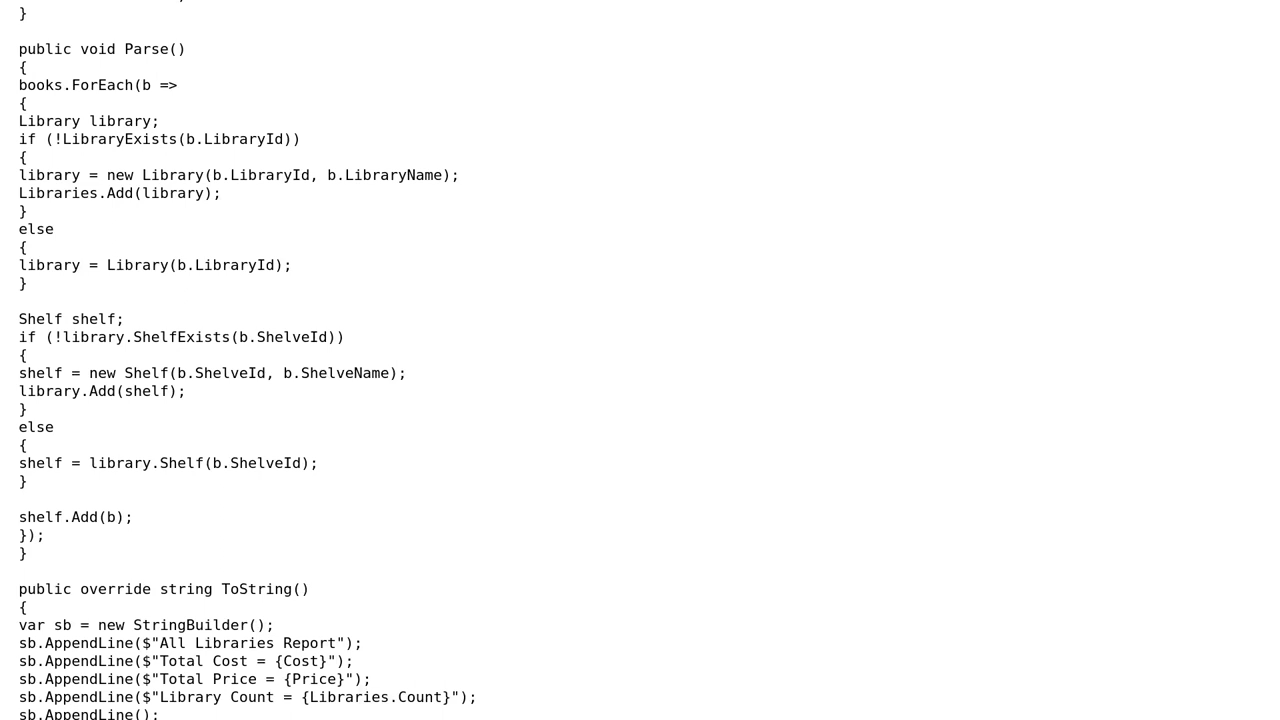 }
public void Parse()
{
books.ForEach(b =>
{
Library library;
if (!LibraryExists(b.LibraryId))
{
library = new Library(b.LibraryId, b.LibraryName);
Libraries.Add(library);
}
else
{
library = Library(b.LibraryId);
}
Shelf shelf;
if (!library.ShelfExists(b.ShelveId))
{
shelf = new Shelf(b.ShelveId, b.ShelveName);
library.Add(shelf);
}
else
{
shelf = library.Shelf(b.ShelveId);
}
shelf.Add(b);
});
}
public override string ToString()
{
var sb = new StringBuilder();
sb.AppendLine($"All Libraries Report");
sb.AppendLine($"Total Cost = {Cost}");
sb.AppendLine($"Total Price = {Price}");
sb.AppendLine($"Library Count = {Libraries.Count}");
sb.AppendLine();